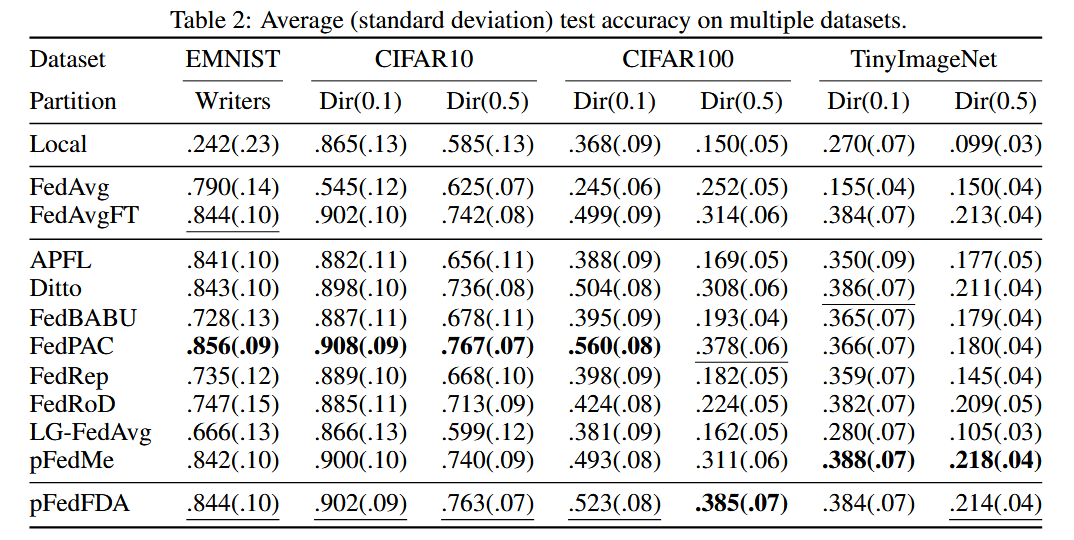 Table 2: Average (standard deviation) test accuracy on multiple datasets.
Dataset EMNIST CIFAR10 CIFAR100 TinyImageNet
Partition Writers Dir(0.1) Dir(0.5) Dir(0.1) Dir(0.5) Dir(0.1) Dir(0.5)
Local .242(.23) .865(.13) .585(.13) .368(.09) .150(.05) .270(.07) .099(.03)
FedAvg .790(.14) .545(.12) .625(.07) .245(.06) .252(.05) .155(.04) .150(.04)
FedAvgFT .844(.10) .902(.10) .742(.08) .499(.09) .314(.06) .384(.07) .213(.04)
APFL .841(.10) .882(.11) .656(.11) .388(.09) .169(.05) .350(.09) .177(.05)
Ditto .843(.10) .898(.10) .736(.08) .504(.08) .308(.06) .386(.07) .211(.04)
FedBABU .728(.13) .887(.11) .678(.11) .395(.09) .193(.04) .365(.07) .179(.04)
FedPAC .856(.09) .908(.09) .767(.07) .560(.08) .378(.06) .366(.07) .180(.04)
FedRep .735(.12) .889(.10) .668(.10) .398(.09) .182(.05) .359(.07) .145(.04)
FedRoD .747(.15) .885(.11) .713(.09) .424(.08) .224(.05) .382(.07) .209(.05)
LG-FedAvg .666(.13) .866(.13) .599(.12) .381(.09) .162(.05) .280(.07) .105(.03)
pFedMe .842(.10) .900(.10) .740(.09) .493(.08) .311(.06) .388(.07) .218(.04)
pFedFDA .844(.10) .902(.09) .763(.07) .523(.08) .385(.07) .384(.07) .214(.04)